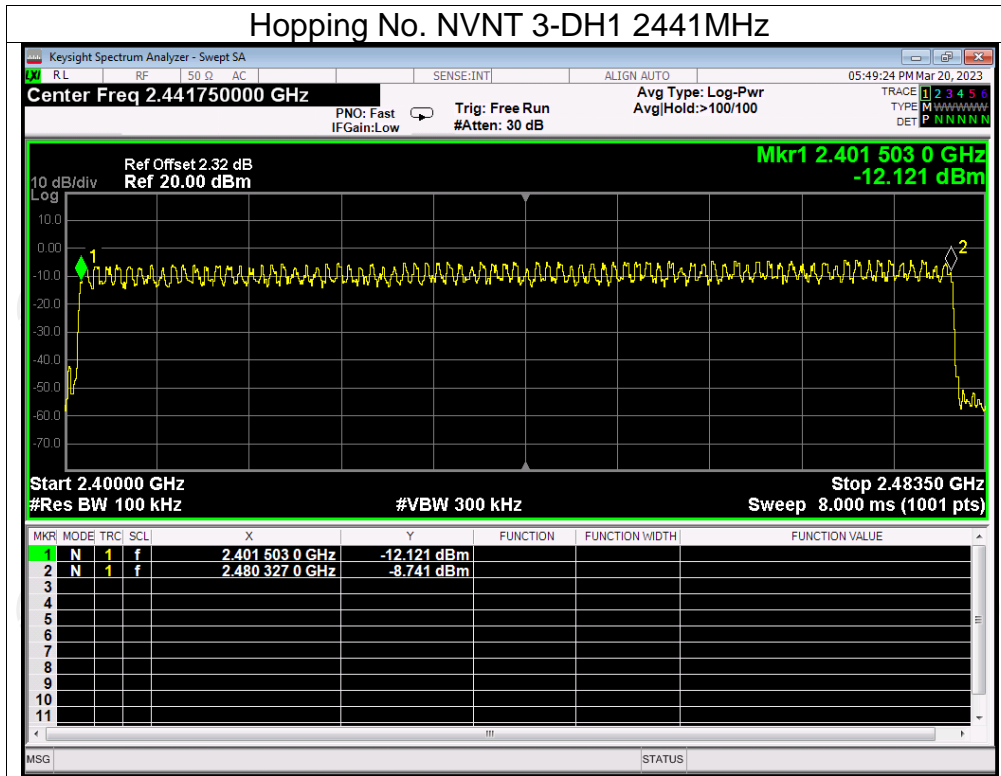 Hopping No. NVNT 3-DH1 2441MHz
Keysight Spectrum Analyzer - Swept SA
LXI RL RF 50 Ω AC SENSE:INT ALIGN AUTO 05:49:24 PM Mar 20, 2023
Center Freq 2.441750000 GHz Avg Type: Log-Pwr TRACE 1 2 3 4 5 6
PNO: Fast Trig: Free Run Avg|Hold:>100/100 TYPE M WWWWW
IFGain:Low #Atten: 30 dB DET P N N N N N
Mkr1 2.401 503 0 GHz
Ref Offset 2.32 dB
10 dB/div Ref 20.00 dBm -12.121 dBm
Log
10.0
0.00
1 2
-10.0
-20.0
-30.0
-40.0
-50.0
-60.0
-70.0
Start 2.40000 GHz Stop 2.48350 GHz
#Res BW 100 kHz #VBW 300 kHz Sweep 8.000 ms (1001 pts)
MKR MODE TRC SCL X Y FUNCTION FUNCTION WIDTH FUNCTION VALUE
1 N 1 f 2.401 503 0 GHz -12.121 dBm
2 N 1 f 2.480 327 0 GHz -8.741 dBm
3
4
5
6
7
8
9
10
11
MSG STATUS